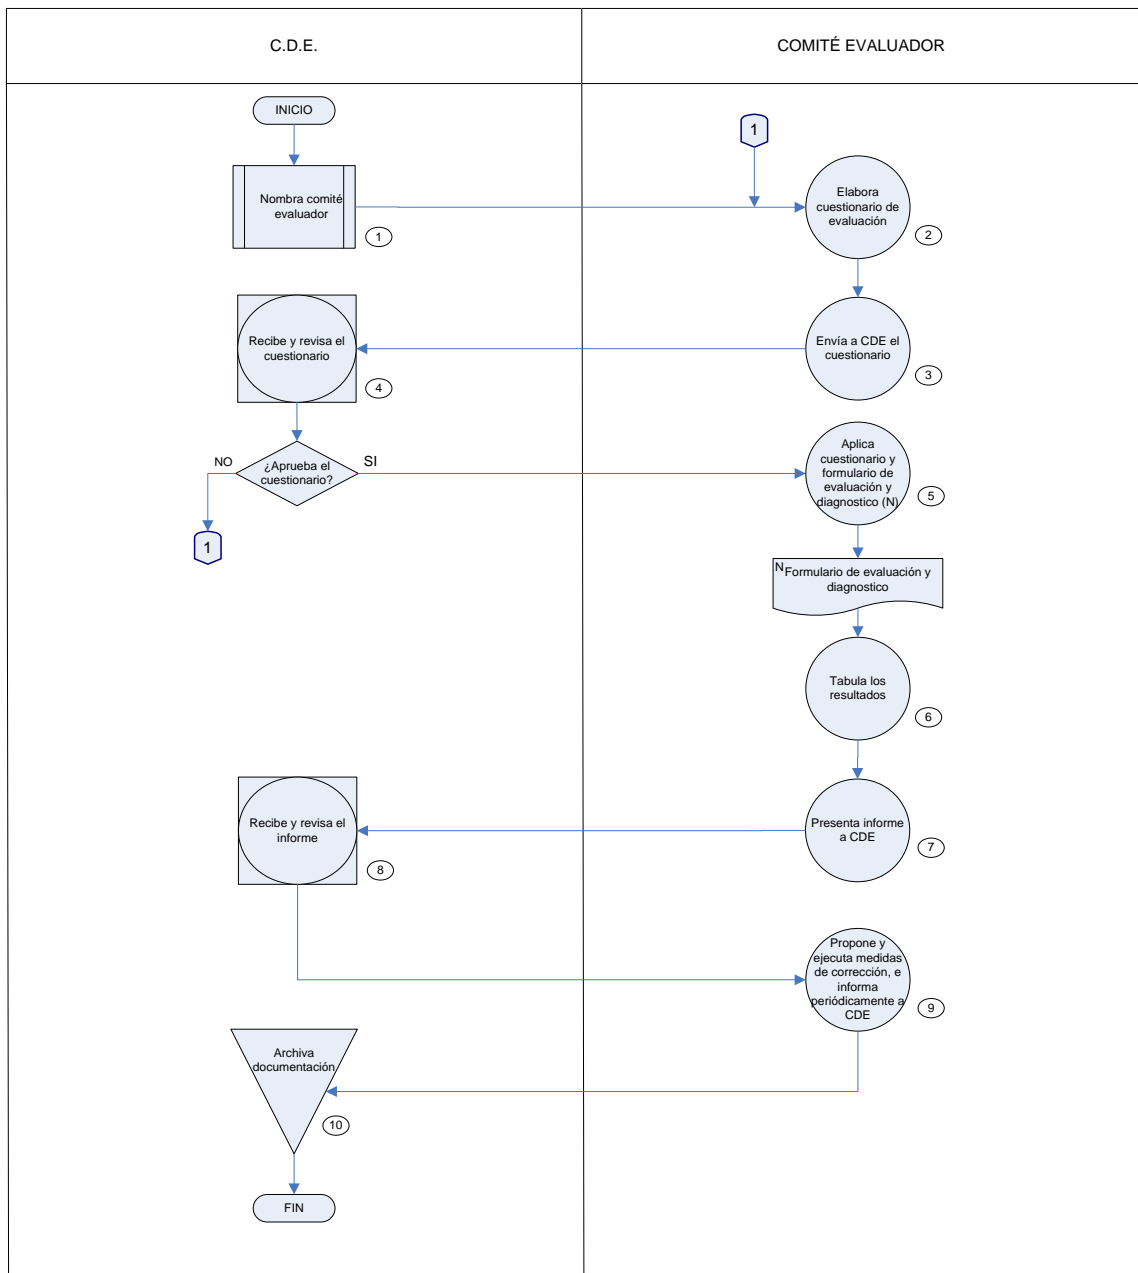 C.D.E.
COMITÉ EVALUADOR
INICIO
1
Nombra comité
evaluador
1
Elabora
cuestionario de
evaluación
2
Recibe y revisa el
cuestionario
4
Envía a CDE el
cuestionario
3
NO
¿Aprueba el
cuestionario?
SI
1
Aplica
cuestionario y
formulario de
evaluación y
diagnostico (N)
5
N
Formulario de evaluación y
diagnostico
Tabula los
resultados
6
Recibe y revisa el
informe
8
Presenta informe
a CDE
7
Propone y
ejecuta medidas
de corrección, e
informa
periódicamente a
CDE
9
Archiva
documentación
10
FIN